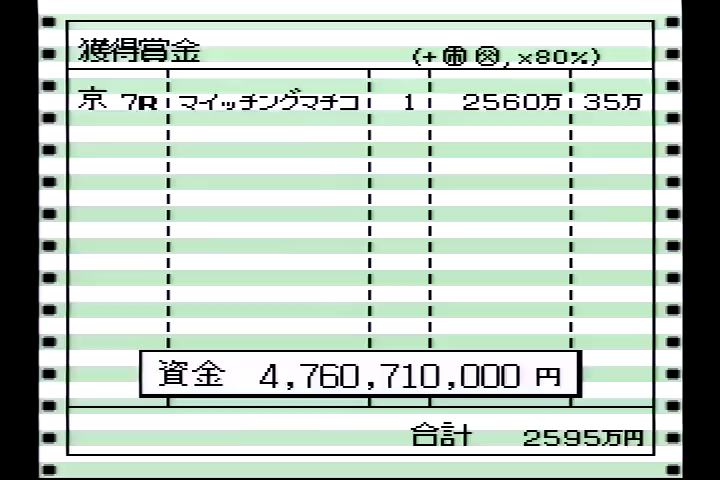 獲得賞金 (+㊝㊕,×80%)
京 7R マイッチングマチコ 1 2560万 35万
資金 4,760,710,000 円
合計 2595万円